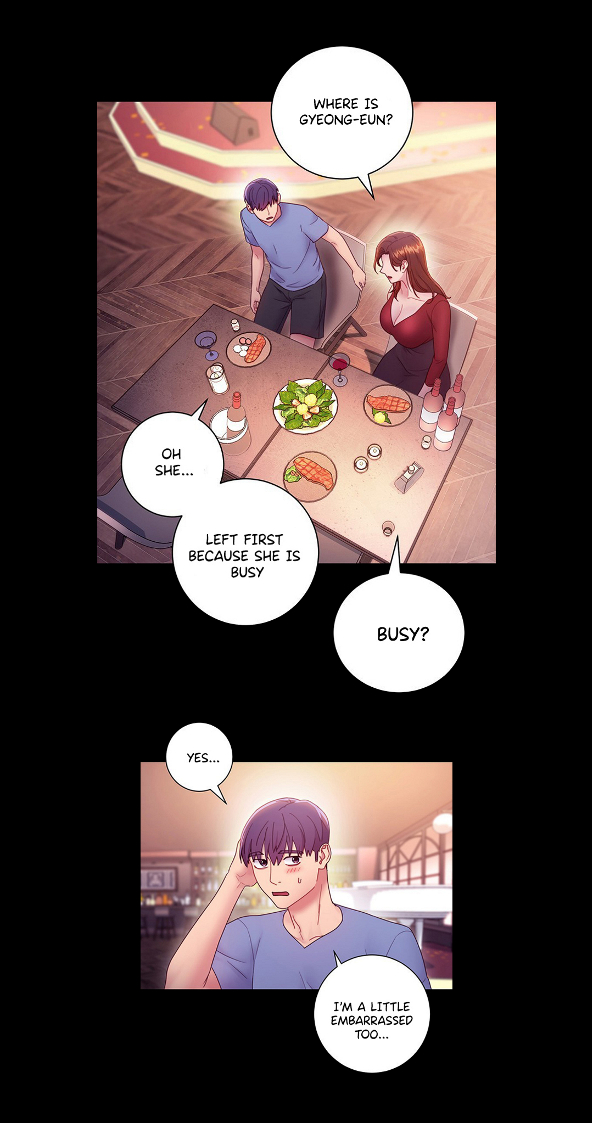 WHERE IS
GYEONG-EUN?
OH
SHE...
LEFT FIRST
BECAUSE SHE IS
BUSY
BUSY?
YES...
I'M A LITTLE
EMBARRASSED
TOO...